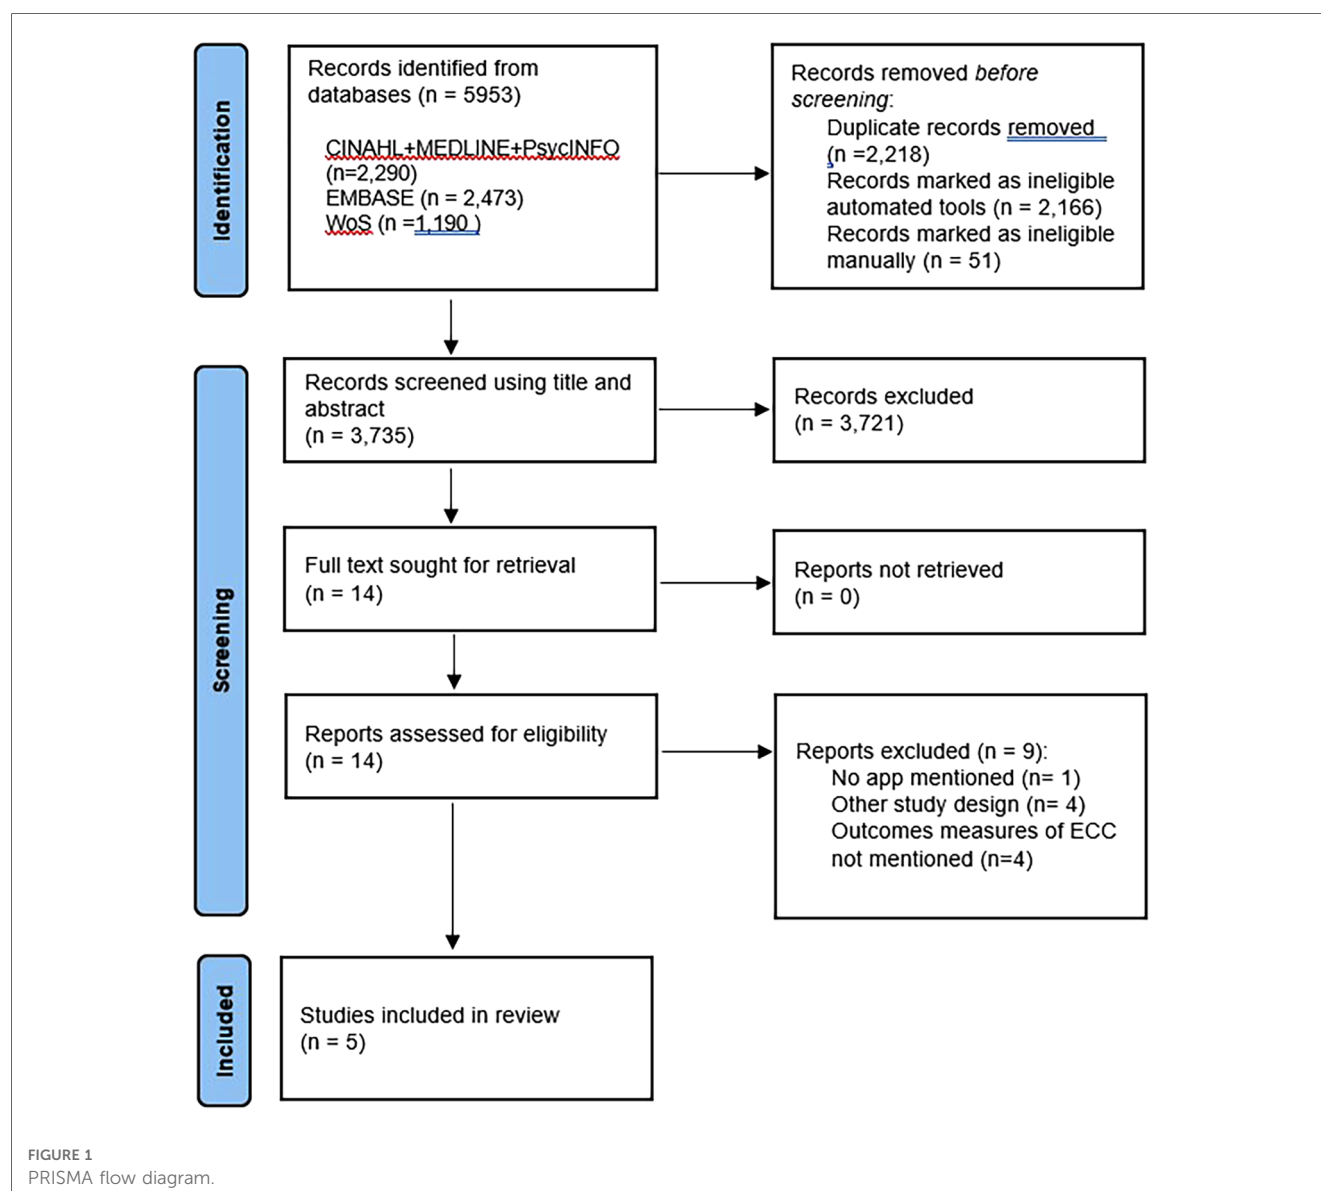 Identification
Records identified from
databases (n = 5953)
CINAHL+MEDLINE+PsycINFO
(n=2,290)
EMBASE (n = 2,473)
WoS (n =1,190 )
Records removed before
screening:
Duplicate records removed
(n =2,218)
Records marked as ineligible
automated tools (n = 2,166)
Records marked as ineligible
manually (n = 51)
Screening
Records screened using title and
abstract
(n = 3,735)
Records excluded
(n = 3,721)
Full text sought for retrieval
(n = 14)
Reports not retrieved
(n = 0)
Reports assessed for eligibility
(n = 14)
Reports excluded (n = 9):
No app mentioned (n= 1)
Other study design (n= 4)
Outcomes measures of ECC
not mentioned (n=4)
Included
Studies included in review
(n = 5)
FIGURE 1
PRISMA flow diagram.